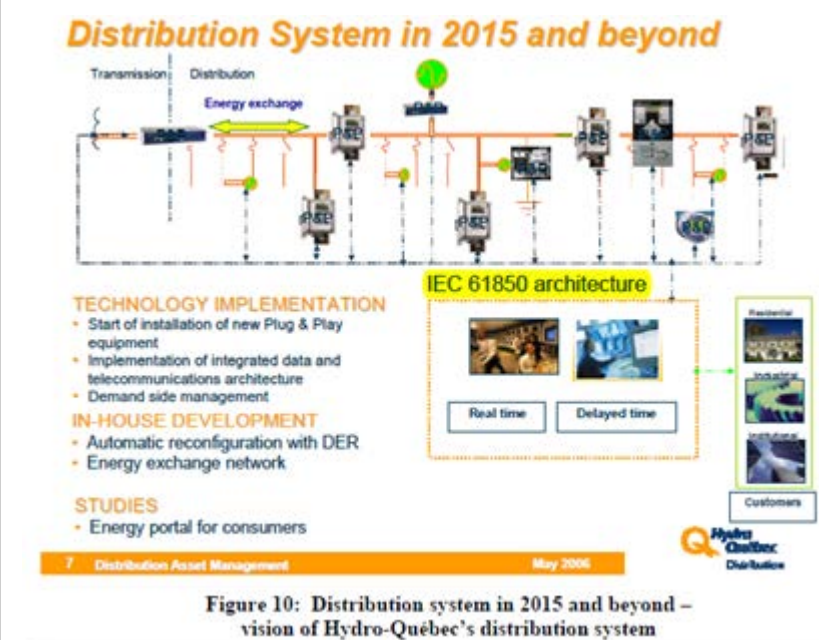 Distribution System in 2015 and beyond
Transmission Distribution
Energy exchange
P&P
P&P
P&P
P&P
P&P
P&P
P&P
IEC 61850 architecture
TECHNOLOGY IMPLEMENTATION
• Start of installation of new Plug & Play
equipment
• Implementation of integrated data and
telecommunications architecture
• Demand side management
IN-HOUSE DEVELOPMENT
• Automatic reconfiguration with DER
• Energy exchange network
STUDIES
• Energy portal for consumers
Real time Delayed time
Residential
Industrial
Institutional
Customers
7 Distribution Asset Management May 2006
Hydro
Québec
Distribution
Figure 10: Distribution system in 2015 and beyond –
vision of Hydro-Québec's distribution system